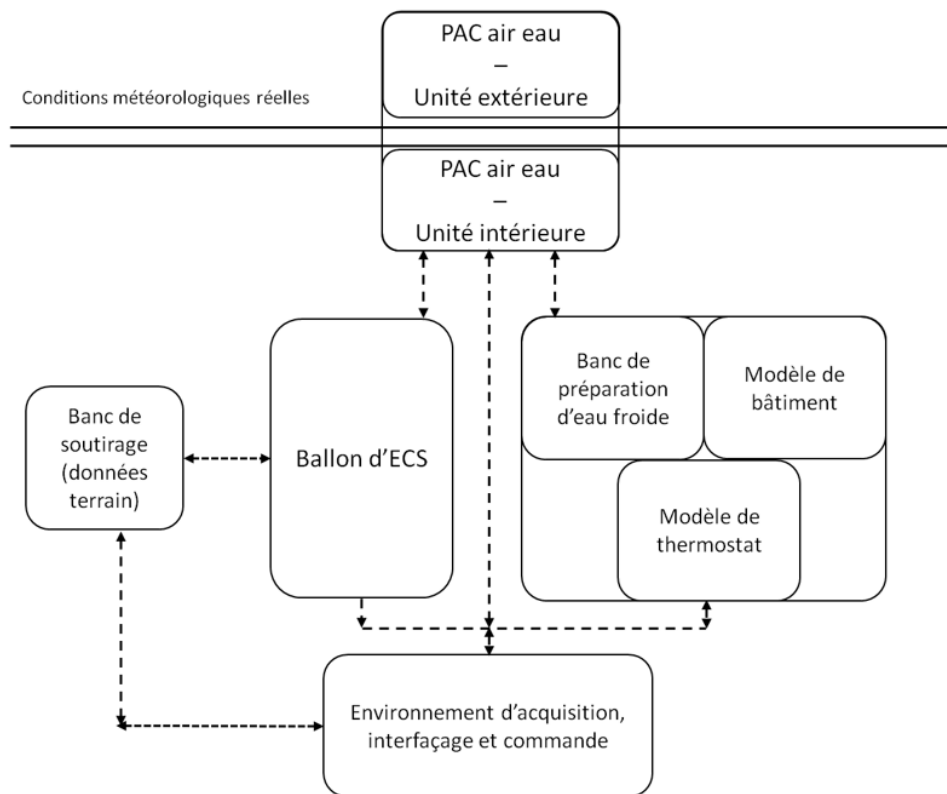 PAC air eau
–
Unité extérieure
Conditions météorologiques réelles
PAC air eau
–
Unité intérieure
Banc de
préparation
d’eau froide
Modèle de
bâtiment
Banc de
soutirage
(données
terrain)
Ballon d’ECS
Modèle de
thermostat
Environnement d’acquisition,
interfaçage et commande